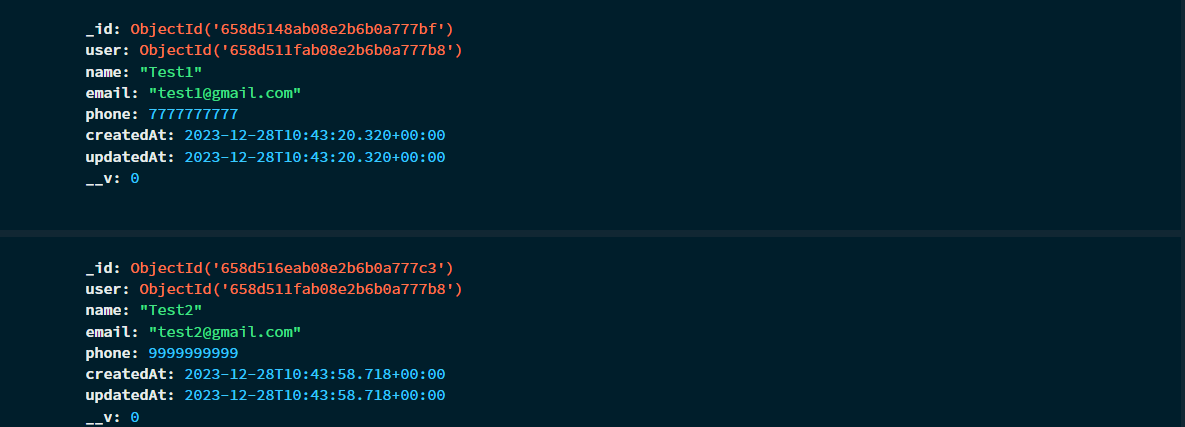 _id: ObjectId('658d5148ab08e2b6b0a777bf')
user: ObjectId('658d511fab08e2b6b0a777b8')
name: "Test1"
email: "test1@gmail.com"
phone: 7777777777
createdAt: 2023-12-28T10:43:20.320+00:00
updatedAt: 2023-12-28T10:43:20.320+00:00
__v: 0
_id: ObjectId('658d516eab08e2b6b0a777c3')
user: ObjectId('658d511fab08e2b6b0a777b8')
name: "Test2"
email: "test2@gmail.com"
phone: 9999999999
createdAt: 2023-12-28T10:43:58.718+00:00
updatedAt: 2023-12-28T10:43:58.718+00:00
__v: 0